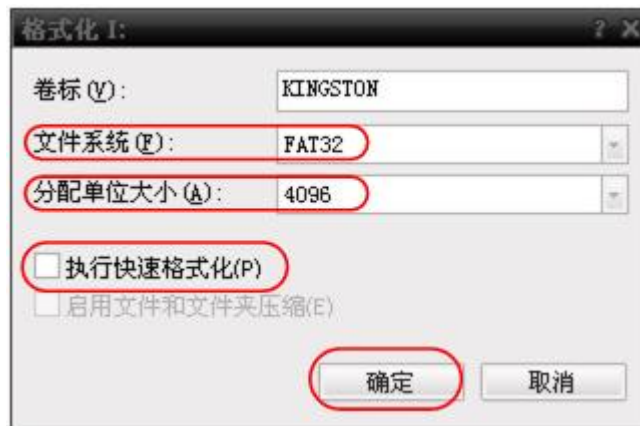 格式化 I:
? X
卷标(V): KINGSTON
文件系统(F): FAT32
分配单位大小(A): 4096
执行快速格式化(P)
启用文件和文件夹压缩(E)
确定 取消